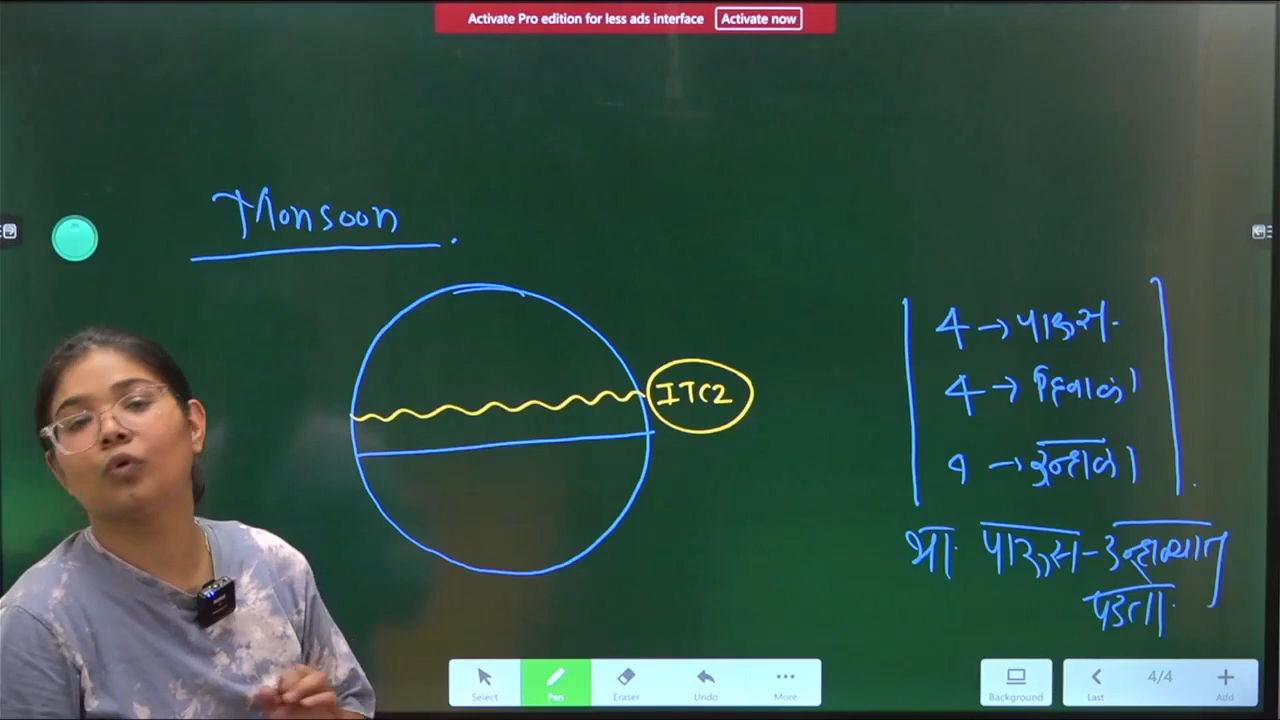 Activate Pro edition for less ads interface Activate now
Monsoon
ITCZ
4 → पाऊस
4 → हिवाळा
4 → उन्हाळा
भा. पाऊस - उन्हाळ्यात
पडतो.
Select Pen Eraser Undo More Background Last 4/4 Add